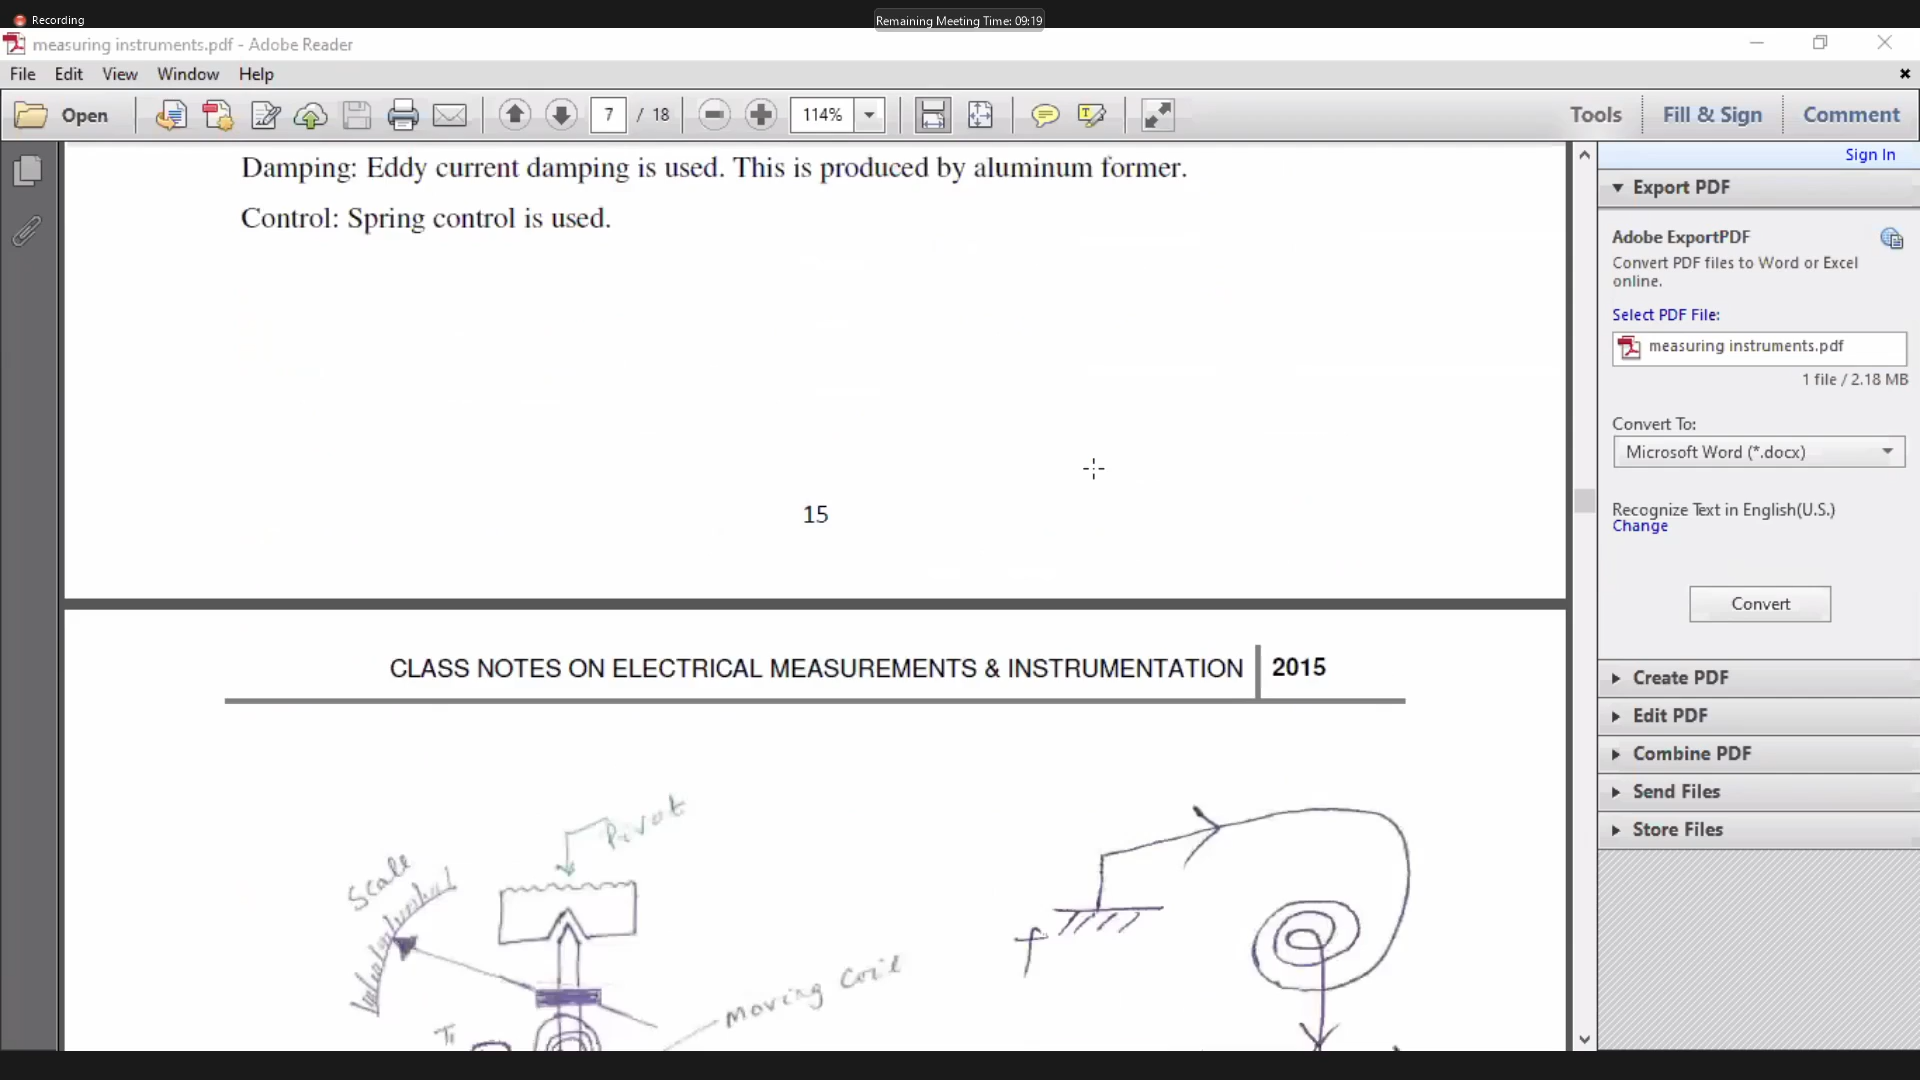 Recording
Remaining Meeting Time: 09:19
measuring instruments.pdf - Adobe Reader
File Edit View Window Help
Open 7 / 18 114% Tools Fill & Sign Comment
Sign In
Damping: Eddy current damping is used. This is produced by aluminum former.
Control: Spring control is used.
15
CLASS NOTES ON ELECTRICAL MEASUREMENTS & INSTRUMENTATION 2015
Pivot
Scale
Moving Coil
Export PDF
Adobe ExportPDF
Convert PDF files to Word or Excel
online.
Select PDF File:
measuring instruments.pdf
1 file / 2.18 MB
Convert To:
Microsoft Word (*.docx)
Recognize Text in English(U.S.)
Change
Convert
Create PDF
Edit PDF
Combine PDF
Send Files
Store Files